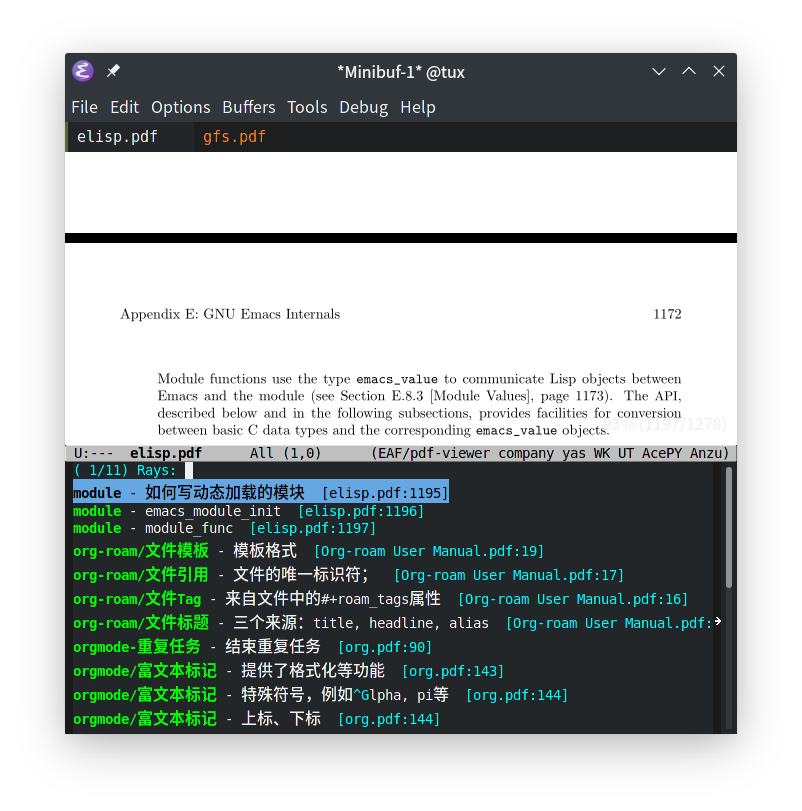 *Minibuf-1* @tux
File Edit Options Buffers Tools Debug Help
elisp.pdf gfs.pdf
Appendix E: GNU Emacs Internals 1172
Module functions use the type emacs_value to communicate Lisp objects between
Emacs and the module (see Section E.8.3 [Module Values], page 1173). The API,
described below and in the following subsections, provides facilities for conversion
between basic C data types and the corresponding emacs_value objects.
93% (1197/1278)
U:--- elisp.pdf All (1,0) (EAF/pdf-viewer company yas WK UT AcePY Anzu)
( 1/11) Rays:
module - 如何写动态加载的模块 [elisp.pdf:1195]
module - emacs_module_init [elisp.pdf:1196]
module - module_func [elisp.pdf:1197]
org-roam/文件模板 - 模板格式 [Org-roam User Manual.pdf:19]
org-roam/文件引用 - 文件的唯一标识符； [Org-roam User Manual.pdf:17]
org-roam/文件Tag - 来自文件中的#+roam_tags属性 [Org-roam User Manual.pdf:16]
org-roam/文件标题 - 三个来源：title, headline, alias [Org-roam User Manual.pdf:
orgmode-重复任务 - 结束重复任务 [org.pdf:90]
orgmode/富文本标记 - 提供了格式化等功能 [org.pdf:143]
orgmode/富文本标记 - 特殊符号，例如^Glpha, pi等 [org.pdf:144]
orgmode/富文本标记 - 上标、下标 [org.pdf:144]